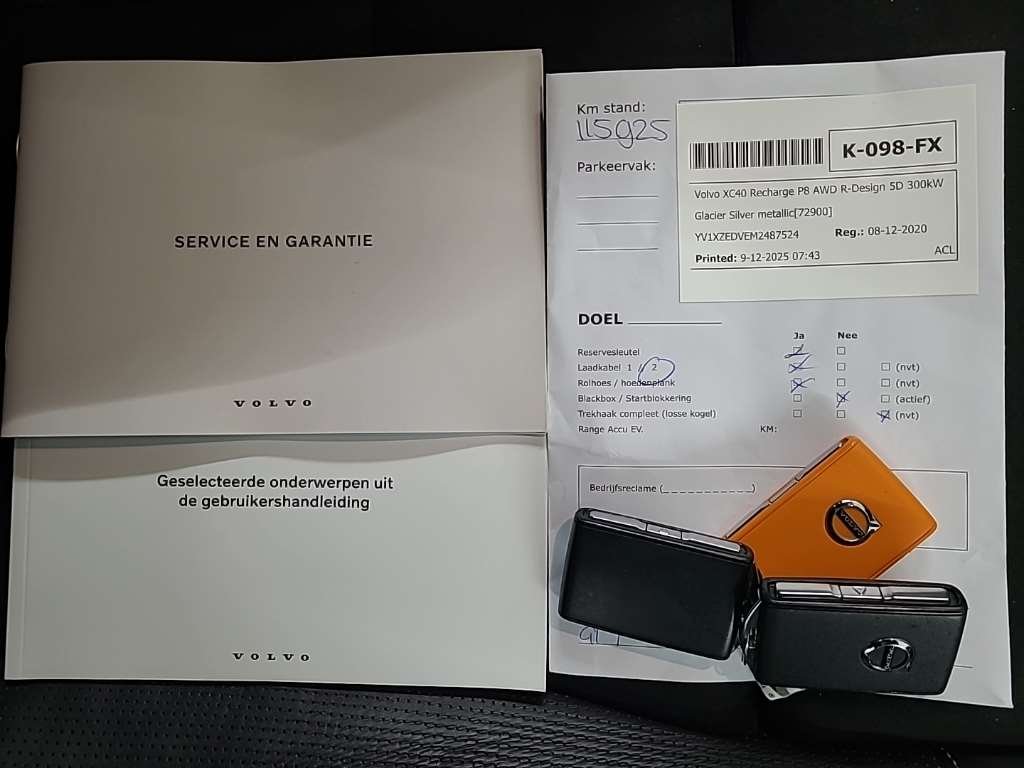 SERVICE EN GARANTIE
VOLVO
Geselecteerde onderwerpen uit
de gebruikershandleiding
VOLVO
Km stand:
115925
Parkeervak:
K-098-FX
Volvo XC40 Recharge P8 AWD R-Design 5D 300kW
Glacier Silver metallic[72900]
YV1XZEDVEM2487524 Reg.: 08-12-2020
Printed: 9-12-2025 07:43 ACL
DOEL
Ja Nee
Reservesleutel
Laadkabel 1 / 2 (nvt)
Rolhoes / hoedenplank (nvt)
Blackbox / Startblokkering (actief)
Trekhaak compleet (losse kogel) (nvt)
Range Accu EV. KM:
Bedrijfsreclame (____________)
VOLVO
VOLVO